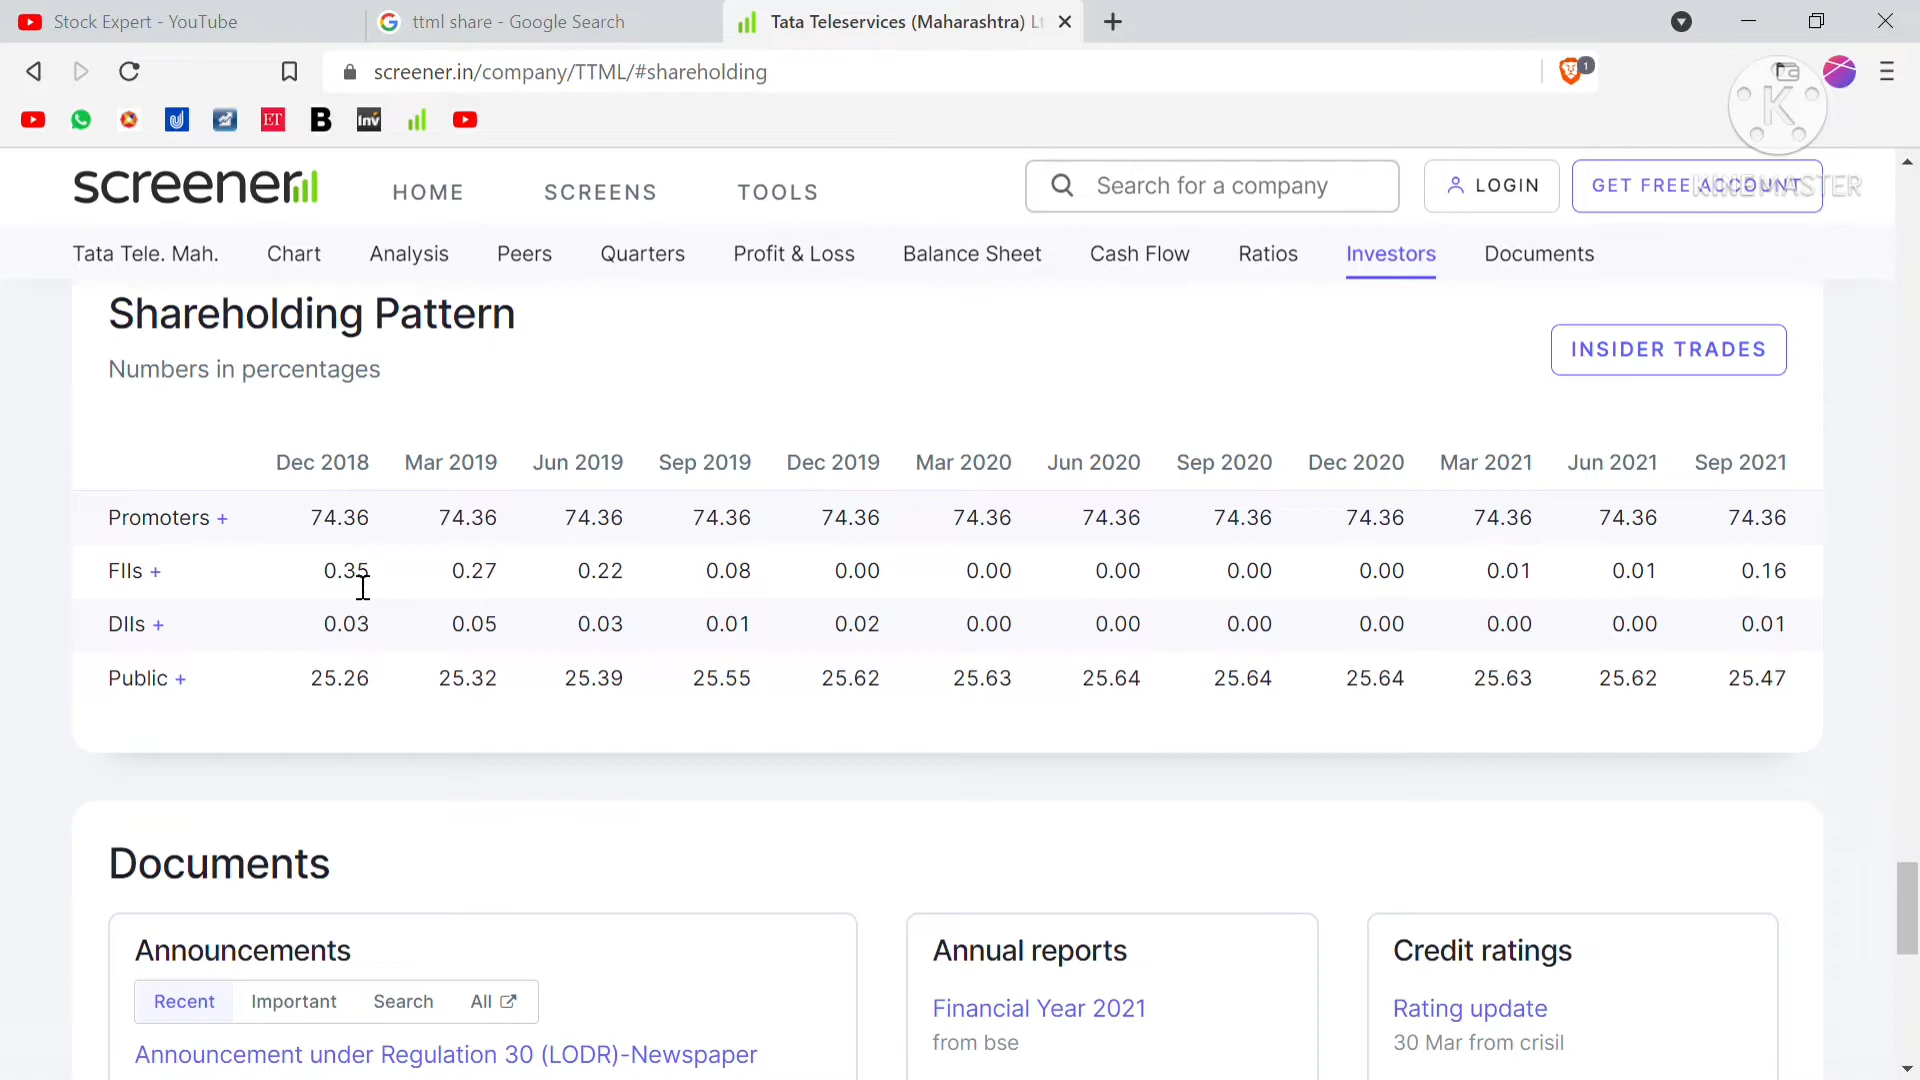 Stock Expert - YouTube
ttml share - Google Search
Tata Teleservices (Maharashtra) Lt
screener.in/company/TTML/#shareholding
1
ET
B
Inv
K
KINEMASTER
screener
HOME
SCREENS
TOOLS
Search for a company
LOGIN
GET FREE ACCOUNT
Tata Tele. Mah. Chart Analysis Peers Quarters Profit & Loss Balance Sheet Cash Flow Ratios Investors Documents
Shareholding Pattern
INSIDER TRADES
Numbers in percentages
Dec 2018 Mar 2019 Jun 2019 Sep 2019 Dec 2019 Mar 2020 Jun 2020 Sep 2020 Dec 2020 Mar 2021 Jun 2021 Sep 2021
Promoters + 74.36 74.36 74.36 74.36 74.36 74.36 74.36 74.36 74.36 74.36 74.36 74.36
FIIs + 0.35 0.27 0.22 0.08 0.00 0.00 0.00 0.00 0.00 0.01 0.01 0.16
DIIs + 0.03 0.05 0.03 0.01 0.02 0.00 0.00 0.00 0.00 0.00 0.00 0.01
Public + 25.26 25.32 25.39 25.55 25.62 25.63 25.64 25.64 25.64 25.63 25.62 25.47
Documents
Announcements
Recent Important Search All
Announcement under Regulation 30 (LODR)-Newspaper
Annual reports
Financial Year 2021
from bse
Credit ratings
Rating update
30 Mar from crisil